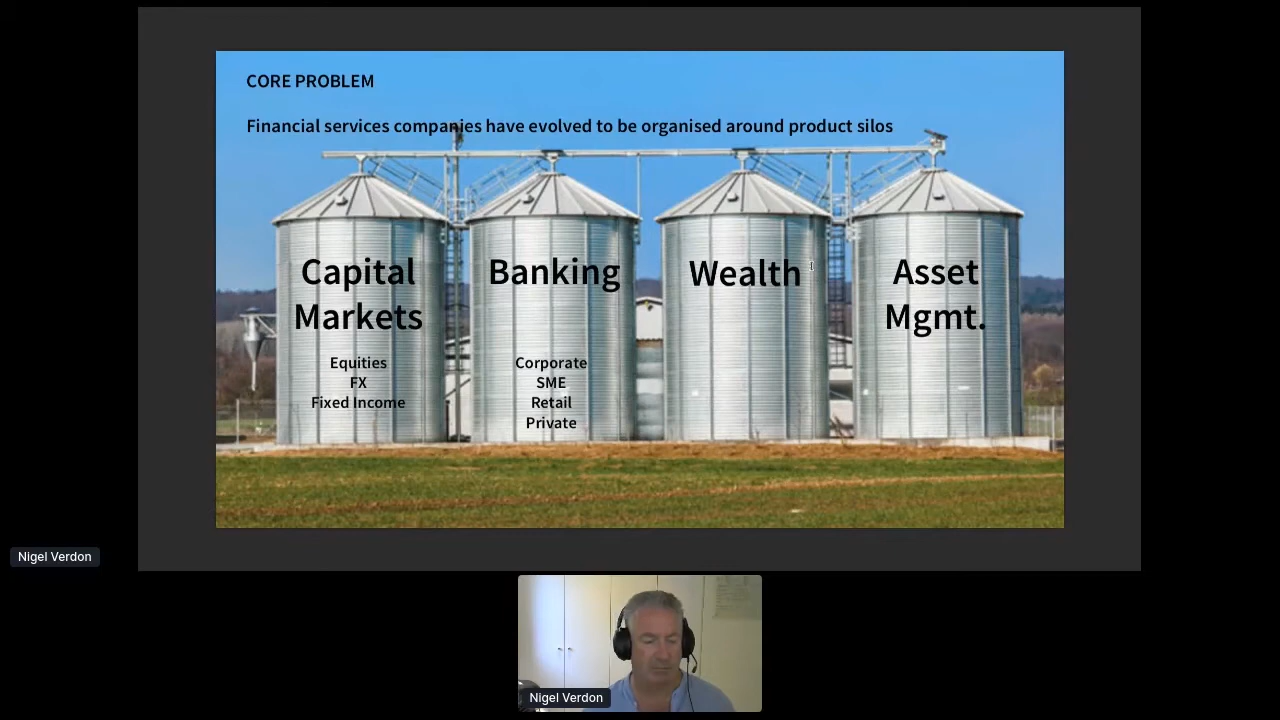 CORE PROBLEM
Financial services companies have evolved to be organised around product silos
Capital
Markets
Equities
FX
Fixed Income
Banking
Corporate
SME
Retail
Private
Wealth
Asset
Mgmt.
Nigel Verdon
Nigel Verdon